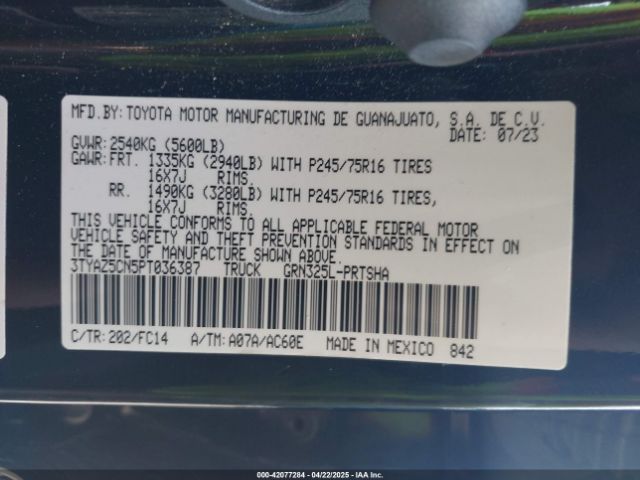 MFD.BY:TOYOTA MOTOR MANUFACTURING DE GUANAJUATO, S.A. DE C.V.
DATE: 07/23
GVWR:2540KG (5600LB)
GAWR:FRT. 1335KG (2940LB) WITH P245/75R16 TIRES
16X7J RIMS.
RR. 1490KG (3280LB) WITH P245/75R16 TIRES,
16X7J RIMS.
THIS VEHICLE CONFORMS TO ALL APPLICABLE FEDERAL MOTOR
VEHICLE SAFETY AND THEFT PREVENTION STANDARDS IN EFFECT ON
THE DATE OF MANUFACTURE SHOWN ABOVE.
3TYAZ5CN5PT036387 TRUCK GRN325L-PRTSHA
C/TR:202/FC14 A/TM:A07A/AC60E MADE IN MEXICO 842
000-42077284 - 04/22/2025 - IAA Inc.